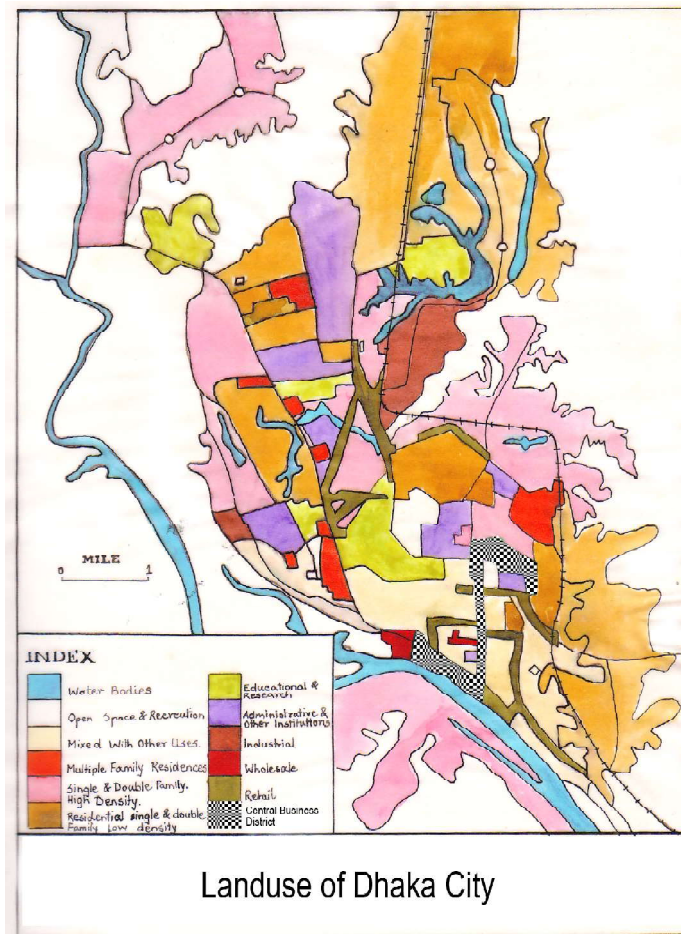 MILE
0 1
INDEX
Water Bodies
Open Space & Recreution
Mixed With Other Uses.
Multiple Family Residences
Single & Double Family.
High Density.
Residential single & double
Family Low density
Educational &
Research
Administrative &
Other Institutions
Industrial
Wholesale
Retail
Central Business
District
Landuse of Dhaka City